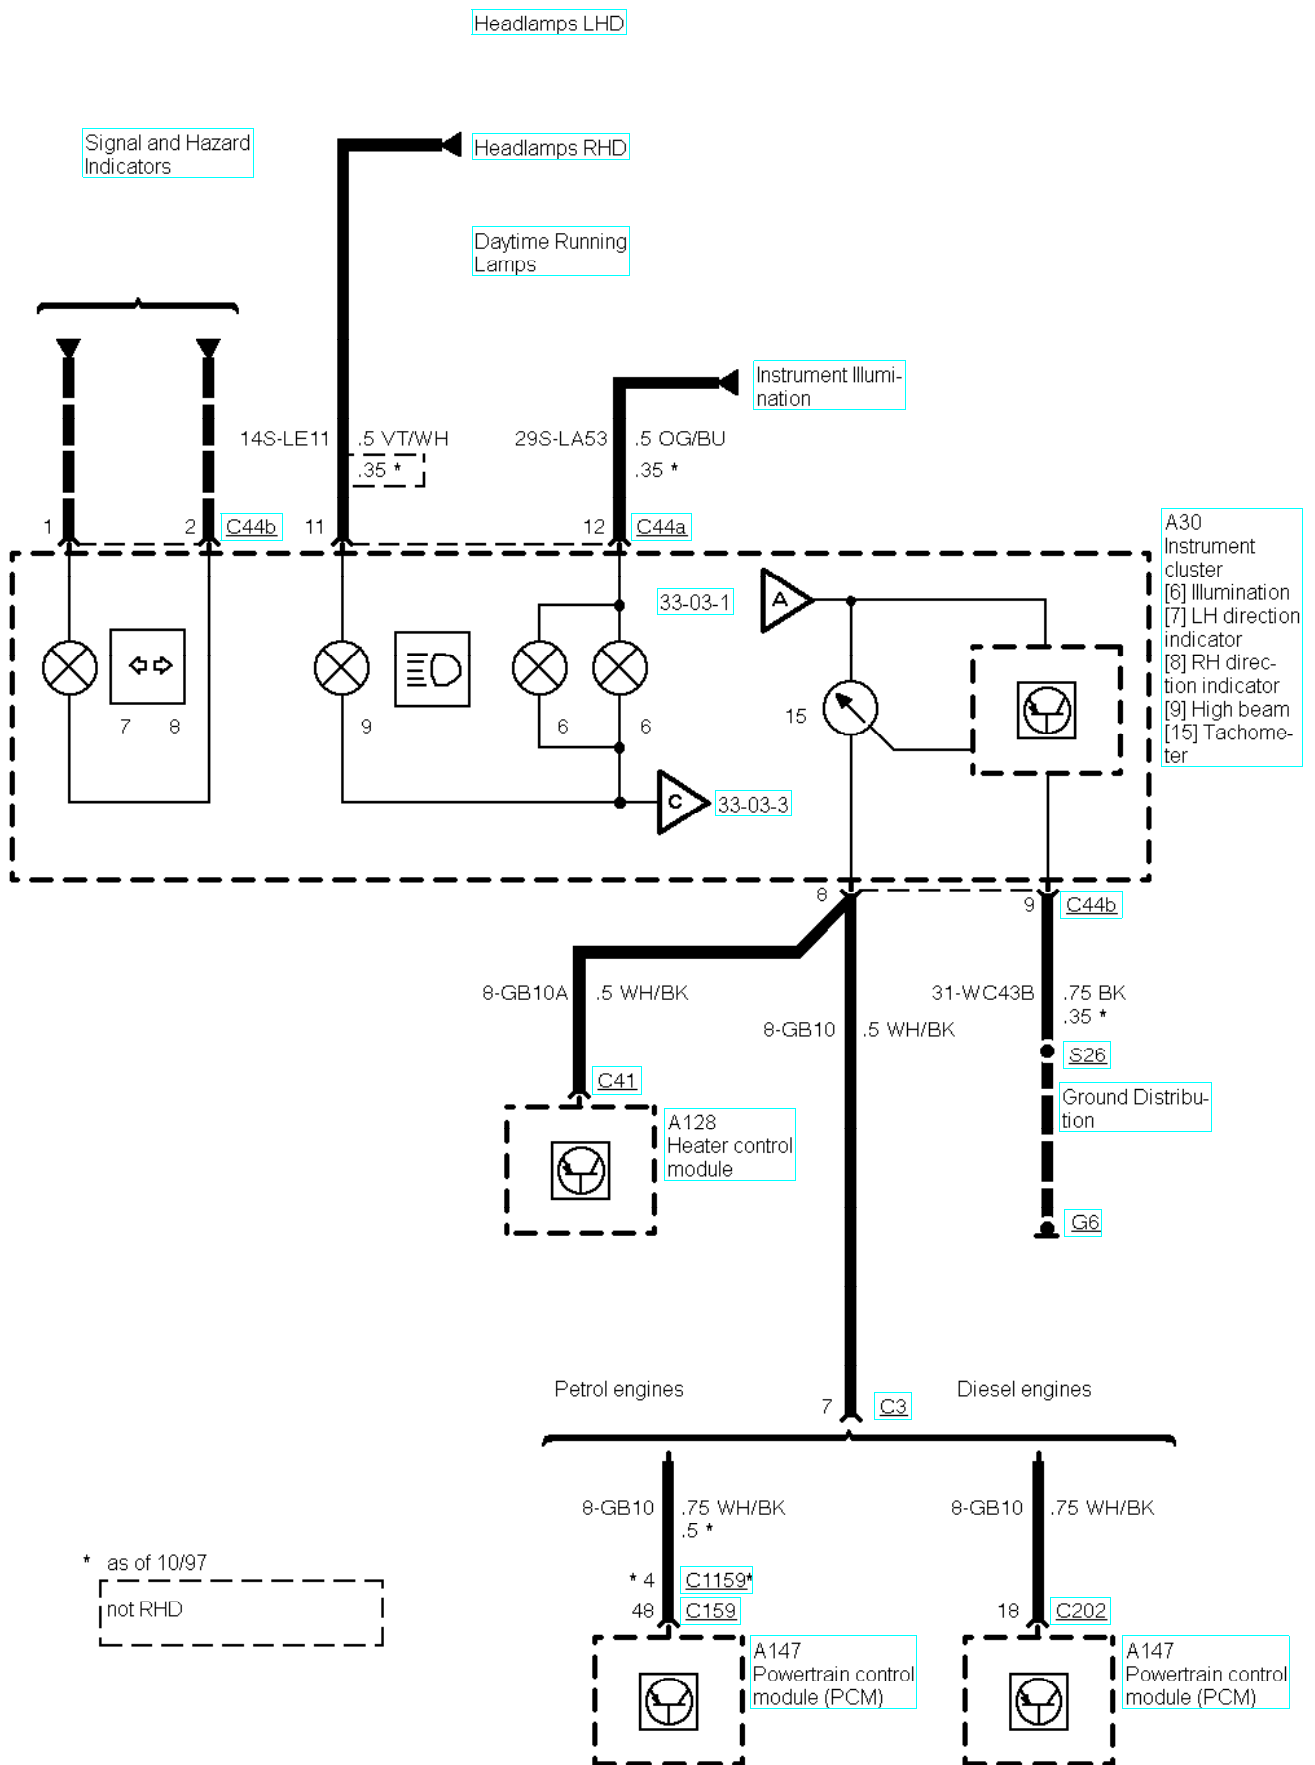 Headlamps LHD
Signal and Hazard
Indicators
Headlamps RHD
Daytime Running
Lamps
Instrument Illumi-
nation
14S-LE11 .5 VT/WH
.35 *
29S-LA53 .5 OG/BU
.35 *
1 2 C44b 11 12 C44a
A30
Instrument
cluster
[6] Illumination
[7] LH direction
indicator
[8] RH direc-
tion indicator
[9] High beam
[15] Tachome-
ter
33-03-1 A
7 8 9 6 6 15
C 33-03-3
8 9 C44b
8-GB10A .5 WH/BK
31-WC43B .75 BK
.35 *
8-GB10 .5 WH/BK
S26
C41
Ground Distribu-
tion
A128
Heater control
module
G6
Petrol engines
Diesel engines
7 C3
8-GB10 .75 WH/BK
.5 *
8-GB10 .75 WH/BK
* as of 10/97
not RHD
* 4 C1159*
48 C159
18 C202
A147
Powertrain control
module (PCM)
A147
Powertrain control
module (PCM)